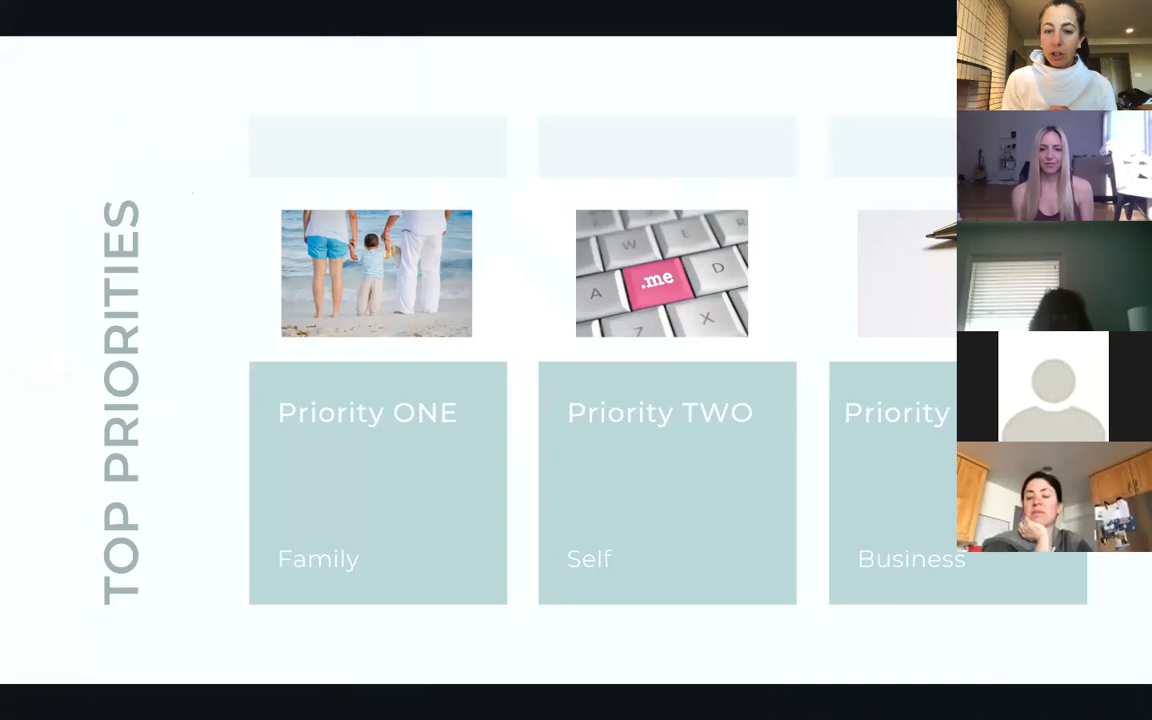 TOP PRIORITIES
W
E
R
.me
A
D
Z
X
Priority ONE
Priority TWO
Priority
Family
Self
Business